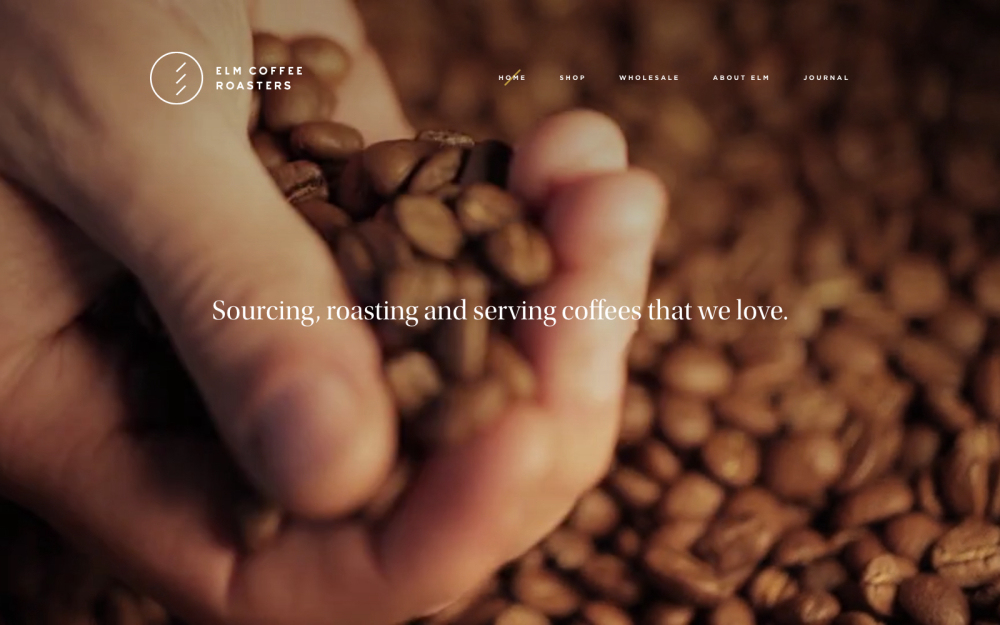 ELM COFFEE
ROASTERS
HOME SHOP WHOLESALE ABOUT ELM JOURNAL
Sourcing, roasting and serving coffees that we love.